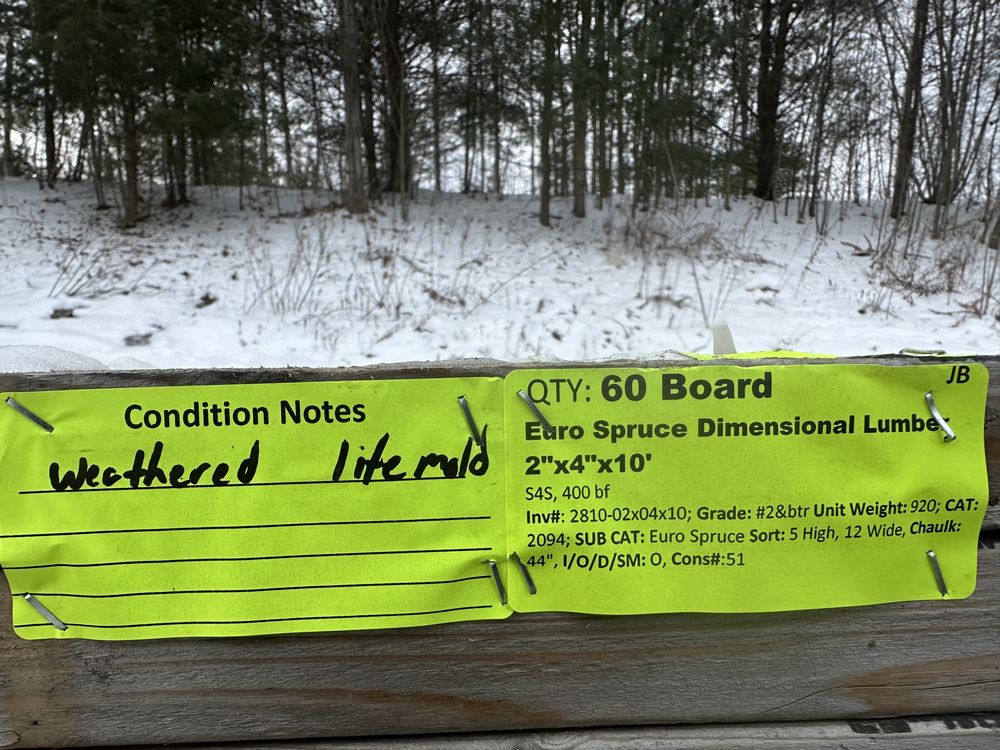 Condition Notes
weathered life mold
JB
QTY: 60 Board
Euro Spruce Dimensional Lumber
2"x4"x10'
S4S, 400 bf
Inv#: 2810-02x04x10; Grade: #2&btr Unit Weight: 920; CAT:
2094; SUB CAT: Euro Spruce Sort: 5 High, 12 Wide, Chaulk:
44", I/O/D/SM: O, Cons#:51